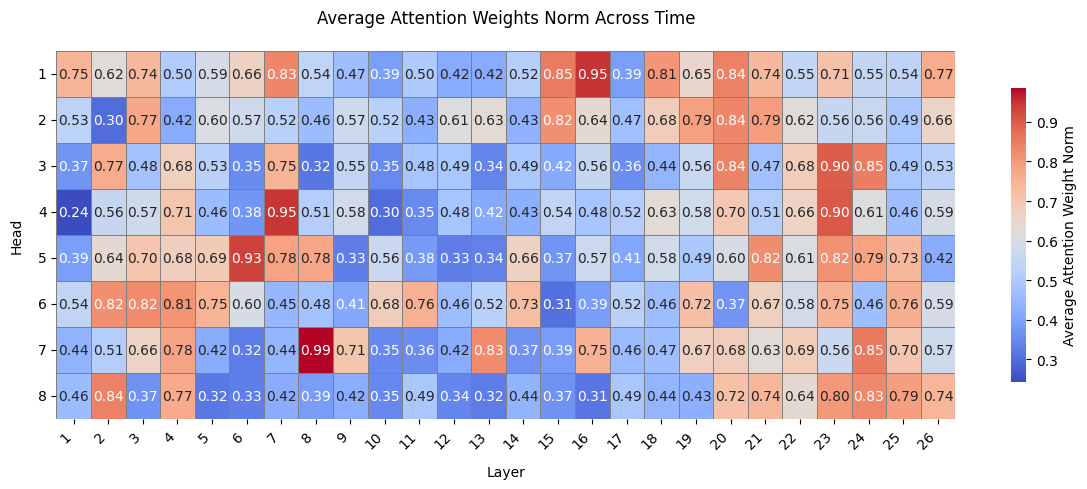 Average Attention Weights Norm Across Time
Head
1 0.75 0.62 0.74 0.50 0.59 0.66 0.83 0.54 0.47 0.39 0.50 0.42 0.42 0.52 0.85 0.95 0.39 0.81 0.65 0.84 0.74 0.55 0.71 0.55 0.54 0.77
2 0.53 0.30 0.77 0.42 0.60 0.57 0.52 0.46 0.57 0.52 0.43 0.61 0.63 0.43 0.82 0.64 0.47 0.68 0.79 0.84 0.79 0.62 0.56 0.56 0.49 0.66
3 0.37 0.77 0.48 0.68 0.53 0.35 0.75 0.32 0.55 0.35 0.48 0.49 0.34 0.49 0.42 0.56 0.36 0.44 0.56 0.84 0.47 0.68 0.90 0.85 0.49 0.53
4 0.24 0.56 0.57 0.71 0.46 0.38 0.95 0.51 0.58 0.30 0.35 0.48 0.42 0.43 0.54 0.48 0.52 0.63 0.58 0.70 0.51 0.66 0.90 0.61 0.46 0.59
5 0.39 0.64 0.70 0.68 0.69 0.93 0.78 0.78 0.33 0.56 0.38 0.33 0.34 0.66 0.37 0.57 0.41 0.58 0.49 0.60 0.82 0.61 0.82 0.79 0.73 0.42
6 0.54 0.82 0.82 0.81 0.75 0.60 0.45 0.48 0.41 0.68 0.76 0.46 0.52 0.73 0.31 0.39 0.52 0.46 0.72 0.37 0.67 0.58 0.75 0.46 0.76 0.59
7 0.44 0.51 0.66 0.78 0.42 0.32 0.44 0.99 0.71 0.35 0.36 0.42 0.83 0.37 0.39 0.75 0.46 0.47 0.67 0.68 0.63 0.69 0.56 0.85 0.70 0.57
8 0.46 0.84 0.37 0.77 0.32 0.33 0.42 0.39 0.42 0.35 0.49 0.34 0.32 0.44 0.37 0.31 0.49 0.44 0.43 0.72 0.74 0.64 0.80 0.83 0.79 0.74
1 2 3 4 5 6 7 8 9 10 11 12 13 14 15 16 17 18 19 20 21 22 23 24 25 26
Layer
0.9
0.8
0.7
0.6
0.5
0.4
0.3
Average Attention Weight Norm